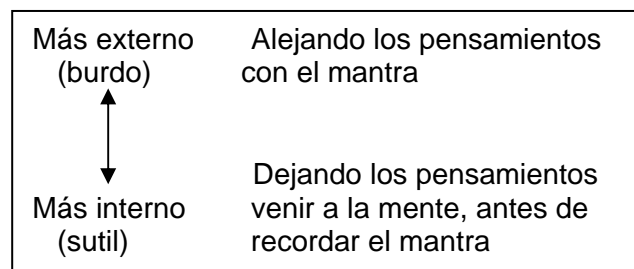 Más externo Alejando los pensamientos
(burdo) con el mantra
Dejando los pensamientos
Más interno venir a la mente, antes de
(sutil) recordar el mantra